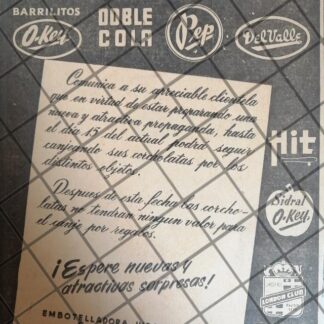 BARRILITOS
O-Key
DOBLE
COLA
Pep
DelValle
Comunica a su apreciable clientela
que en virtud de estar preparando una
nueva y atractiva propaganda, hasta
el día 15 del actual podrá seguir
canjeando sus corcholatas por los
distintos objetos.
Después de esta fecha las corcho-
latas no tendrán ningún valor para
el canje por regalos.
¡Espere nuevas y
atractivas sorpresas!
EMBOTELLADORA
Hit
Sidral
O-Key
LONDON CLUB